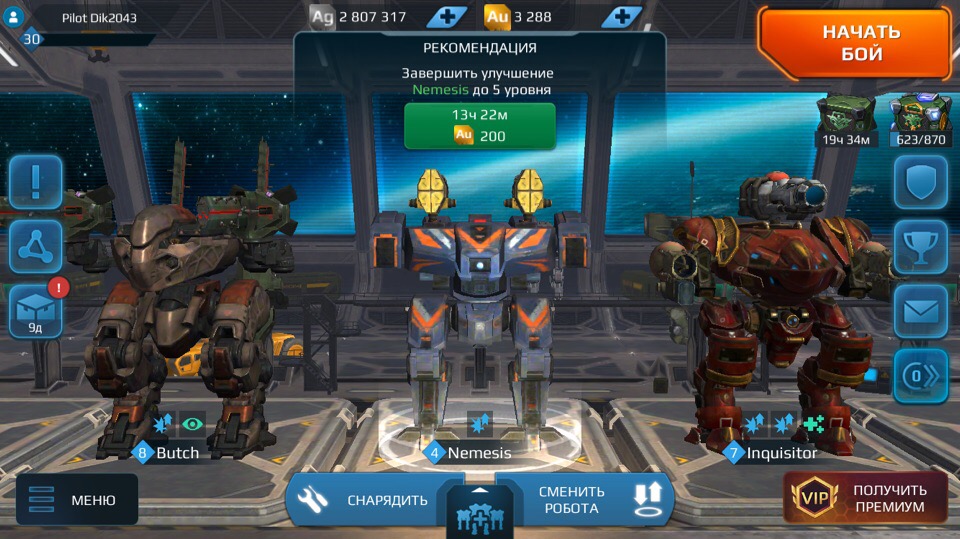 Pilot Dik2043
30
Ag 2 807 317
Au 3 288
НАЧАТЬ
БОЙ
РЕКОМЕНДАЦИЯ
Завершить улучшение
Nemesis до 5 уровня
13ч 22м
Au 200
19ч 34м
623/870
9д
0
8 Butch
4 Nemesis
7 Inquisitor
МЕНЮ
СНАРЯДИТЬ
СМЕНИТЬ
РОБОТА
VIP
ПОЛУЧИТЬ
ПРЕМИУМ